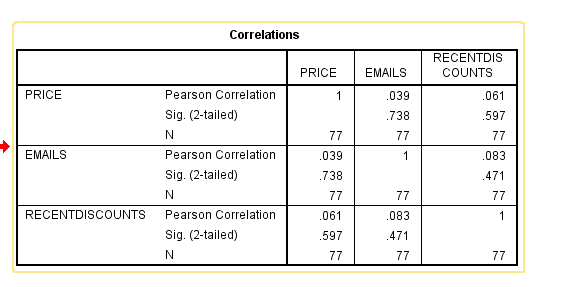 Correlations
PRICE EMAILS RECENTDIS
COUNTS
PRICE Pearson Correlation 1 .039 .061
Sig. (2-tailed) .738 .597
N 77 77 77
EMAILS Pearson Correlation .039 1 .083
Sig. (2-tailed) .738 .471
N 77 77 77
RECENTDISCOUNTS Pearson Correlation .061 .083 1
Sig. (2-tailed) .597 .471
N 77 77 77